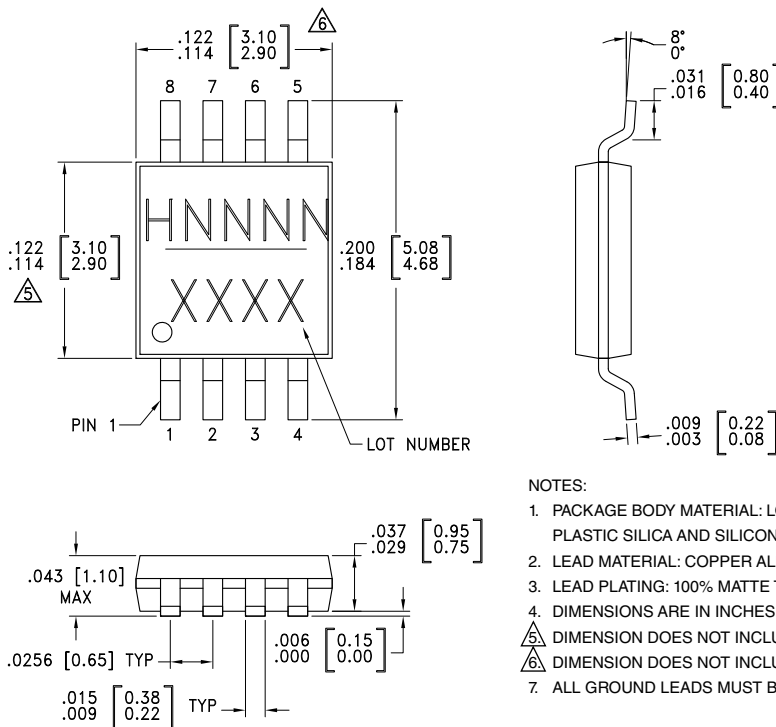 .122 [3.10]
.114 [2.90]
6
8 7 6 5
HNNNN
XXXX
.122 [3.10]
.114 [2.90]
5
.200 [5.08]
.184 [4.68]
PIN 1
1 2 3 4
LOT NUMBER
8°
0°
.031 [0.80]
.016 [0.40]
.009 [0.22]
.003 [0.08]
.037 [0.95]
.029 [0.75]
.043 [1.10]
MAX
.006 [0.15]
.000 [0.00]
.0256 [0.65] TYP
.015 [0.38]
.009 [0.22]
TYP
NOTES:
1. PACKAGE BODY MATERIAL:
PLASTIC SILICA AND
2. LEAD MATERIAL: COPPER
3. LEAD PLATING: 100% MATTE
4. DIMENSIONS ARE IN INCHES
5. DIMENSION DOES NOT
6. DIMENSION DOES NOT
7. ALL GROUND LEADS MUST